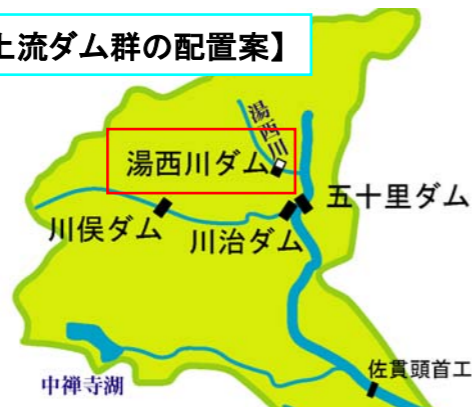 上流ダム群の配置案】
湯西川
湯西川ダム
五十里ダム
川俣ダム
川治ダム
中禅寺湖
佐貫頭首工